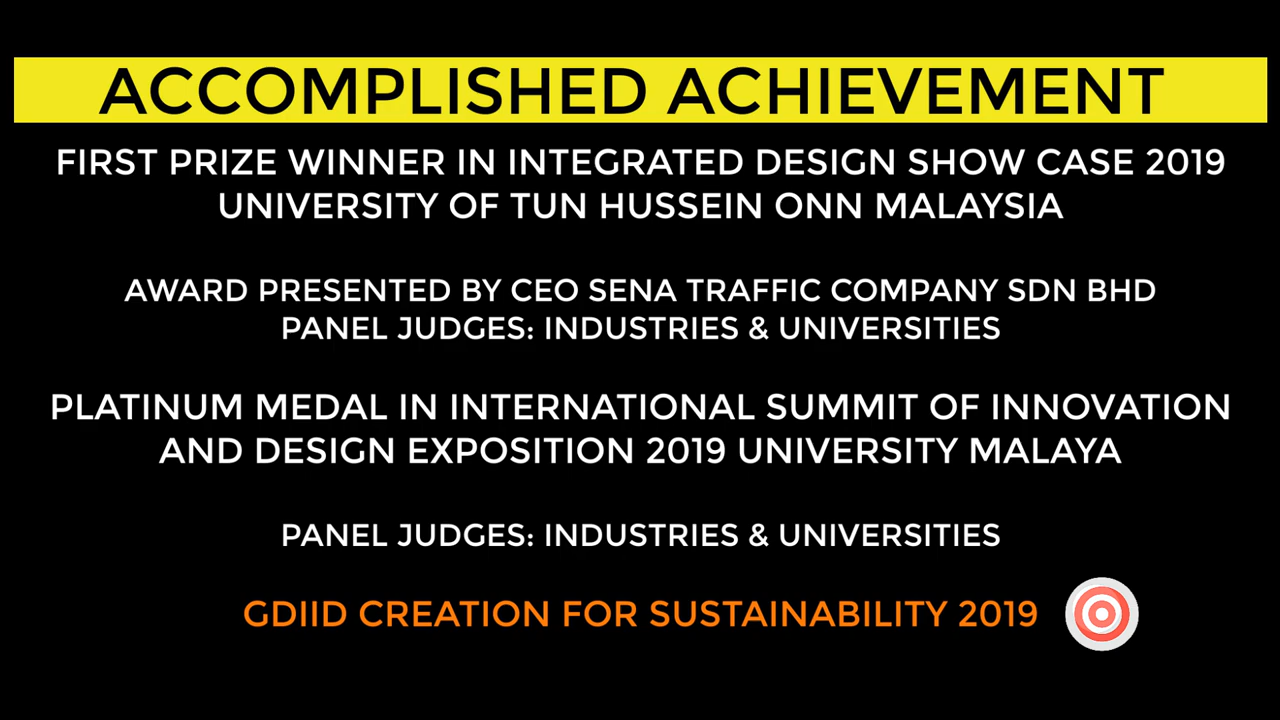 ACCOMPLISHED ACHIEVEMENT
FIRST PRIZE WINNER IN INTEGRATED DESIGN SHOW CASE 2019
UNIVERSITY OF TUN HUSSEIN ONN MALAYSIA
AWARD PRESENTED BY CEO SENA TRAFFIC COMPANY SDN BHD
PANEL JUDGES: INDUSTRIES & UNIVERSITIES
PLATINUM MEDAL IN INTERNATIONAL SUMMIT OF INNOVATION
AND DESIGN EXPOSITION 2019 UNIVERSITY MALAYA
PANEL JUDGES: INDUSTRIES & UNIVERSITIES
GDIID CREATION FOR SUSTAINABILITY 2019